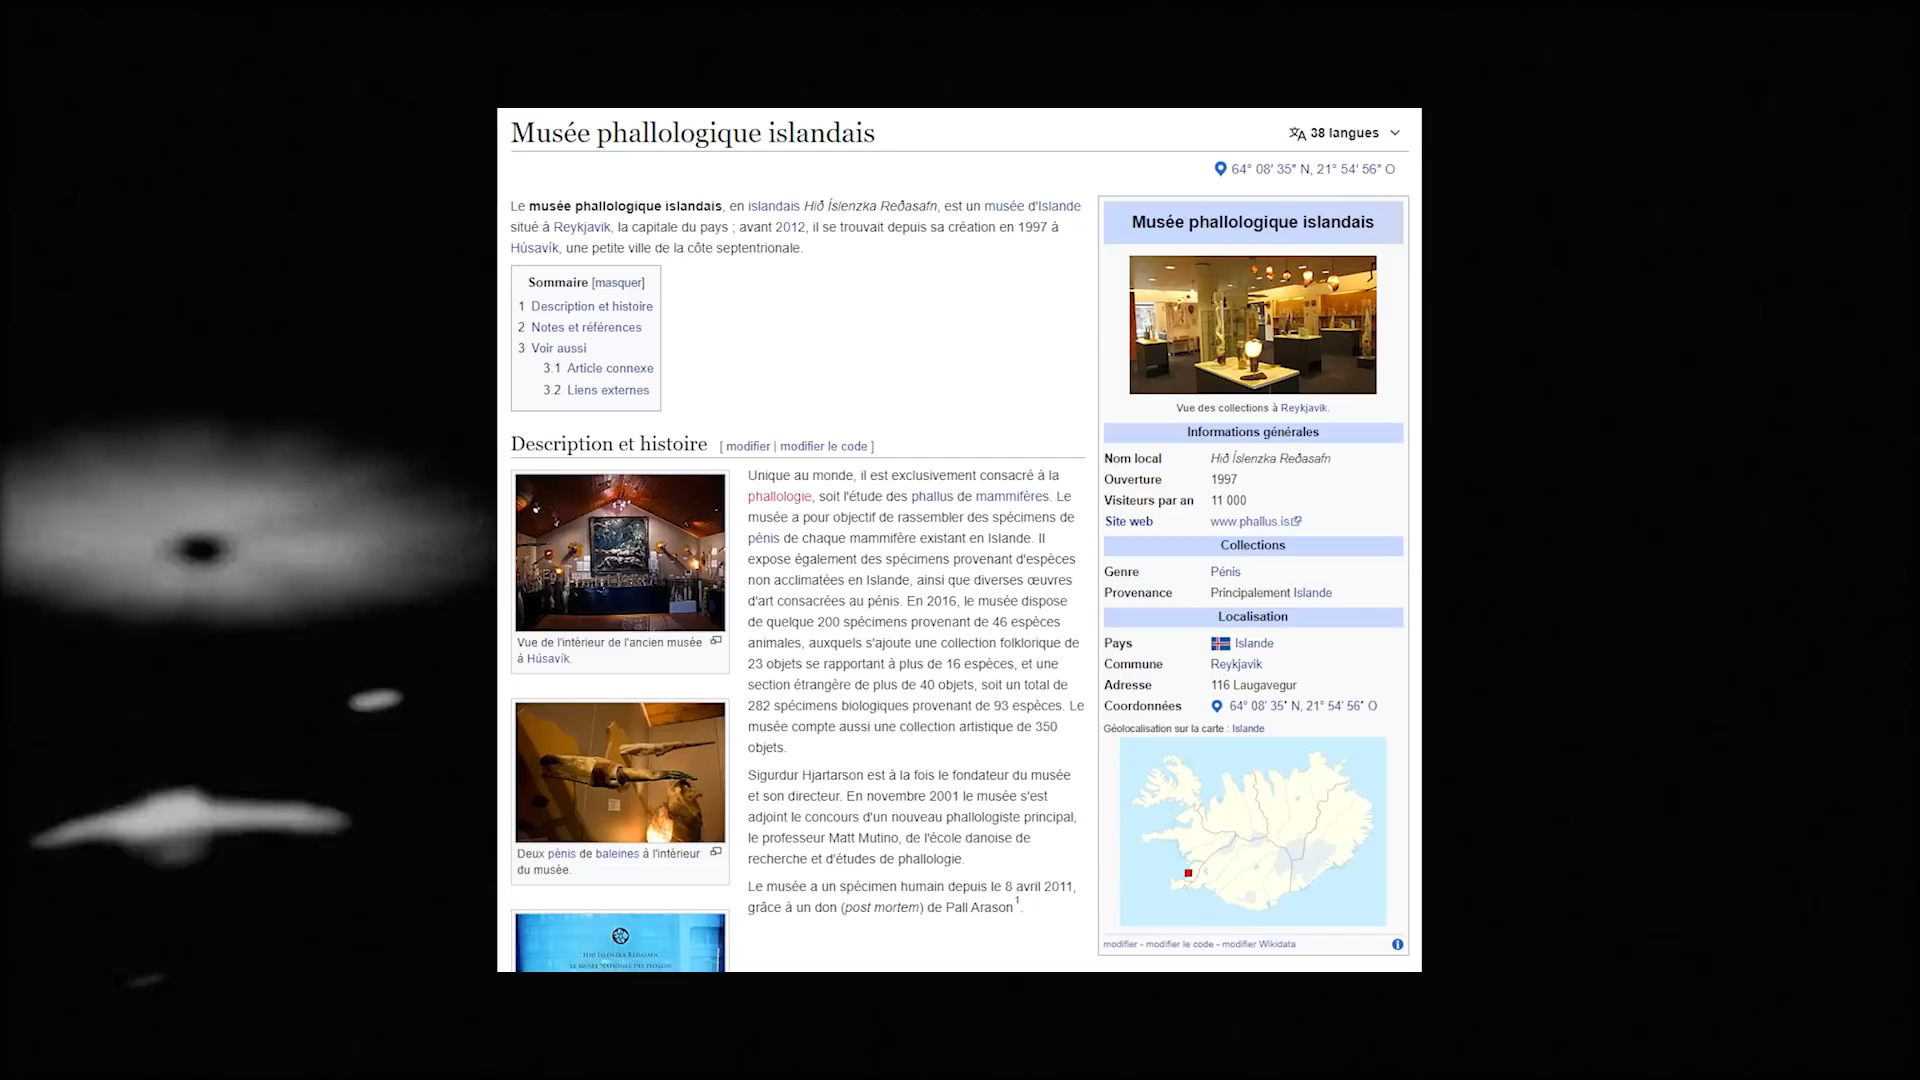 Musée phallologique islandais
38 langues
64° 08′ 35″ N, 21° 54′ 56″ O
Le musée phallologique islandais, en islandais Hið Íslenzka Reðasafn, est un musée d'Islande
situé à Reykjavik, la capitale du pays ; avant 2012, il se trouvait depuis sa création en 1997 à
Húsavík, une petite ville de la côte septentrionale.
Sommaire [masquer]
1 Description et histoire
2 Notes et références
3 Voir aussi
3.1 Article connexe
3.2 Liens externes
Description et histoire [ modifier | modifier le code ]
Vue de l'intérieur de l'ancien musée
à Húsavík.
Deux pénis de baleines à l'intérieur
du musée.
HIÐ ÍSLENZKA REÐASAFN
LE MUSÉE NATIONAL DES PHALLUS
Unique au monde, il est exclusivement consacré à la
phallologie, soit l'étude des phallus de mammifères. Le
musée a pour objectif de rassembler des spécimens de
pénis de chaque mammifère existant en Islande. Il
expose également des spécimens provenant d'espèces
non acclimatées en Islande, ainsi que diverses œuvres
d'art consacrées au pénis. En 2016, le musée dispose
de quelque 200 spécimens provenant de 46 espèces
animales, auxquels s'ajoute une collection folklorique de
23 objets se rapportant à plus de 16 espèces, et une
section étrangère de plus de 40 objets, soit un total de
282 spécimens biologiques provenant de 93 espèces. Le
musée compte aussi une collection artistique de 350
objets.
Sigurdur Hjartarson est à la fois le fondateur du musée
et son directeur. En novembre 2001 le musée s'est
adjoint le concours d'un nouveau phallologiste principal,
le professeur Matt Mutino, de l'école danoise de
recherche et d'études de phallologie.
Le musée a un spécimen humain depuis le 8 avril 2011,
grâce à un don (post mortem) de Pall Arason1.
Musée phallologique islandais
Vue des collections à Reykjavik.
Informations générales
Nom local Hið Íslenzka Reðasafn
Ouverture 1997
Visiteurs par an 11 000
Site web www.phallus.is
Collections
Genre Pénis
Provenance Principalement Islande
Localisation
Pays Islande
Commune Reykjavik
Adresse 116 Laugavegur
Coordonnées 64° 08′ 35″ N, 21° 54′ 56″ O
Géolocalisation sur la carte : Islande
modifier - modifier le code - modifier Wikidata